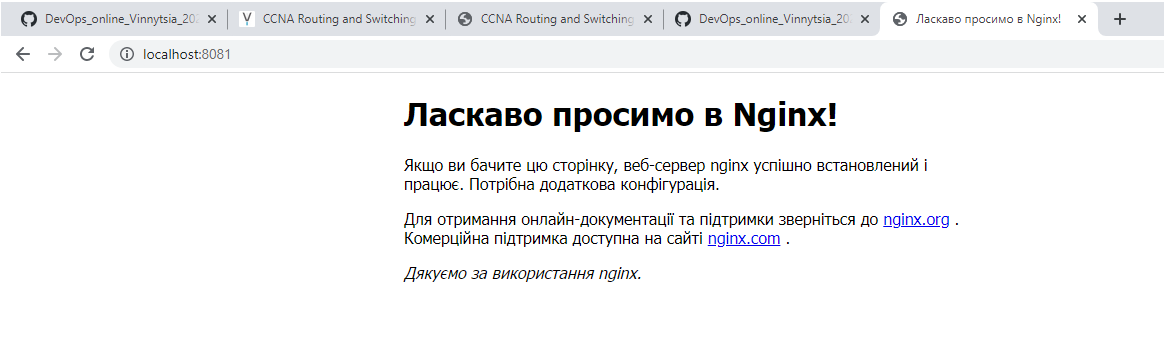 DevOps_online_Vinnytsia_202
CCNA Routing and Switching
CCNA Routing and Switching
DevOps_online_Vinnytsia_202
Ласкаво просимо в Nginx!
localhost:8081
Ласкаво просимо в Nginx!
Якщо ви бачите цю сторінку, веб-сервер nginx успішно встановлений і
працює. Потрібна додаткова конфігурація.
Для отримання онлайн-документації та підтримки зверніться до nginx.org .
Комерційна підтримка доступна на сайті nginx.com .
Дякуємо за використання nginx.